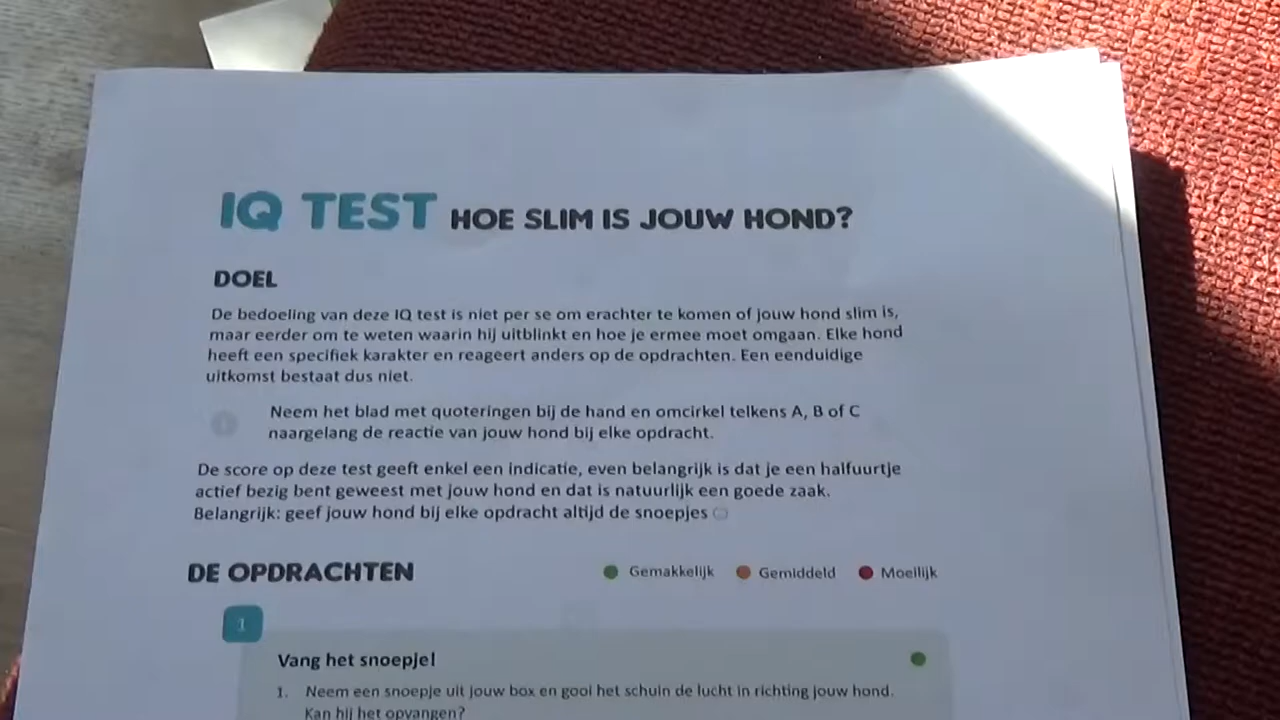 IQ TEST HOE SLIM IS JOUW HOND?
DOEL
De bedoeling van deze IQ test is niet per se om erachter te komen of jouw hond slim is,
maar eerder om te weten waarin hij uitblinkt en hoe je ermee moet omgaan. Elke hond
heeft een specifiek karakter en reageert anders op de opdrachten. Een eenduidige
uitkomst bestaat dus niet.
Neem het blad met quoteringen bij de hand en omcirkel telkens A, B of C
naargelang de reactie van jouw hond bij elke opdracht.
De score op deze test geeft enkel een indicatie, even belangrijk is dat je een halfuurtje
actief bezig bent geweest met jouw hond en dat is natuurlijk een goede zaak.
Belangrijk: geef jouw hond bij elke opdracht altijd de snoepjes
DE OPDRACHTEN Gemakkelijk Gemiddeld Moeilijk
1
Vang het snoepje!
1. Neem een snoepje uit jouw box en gooi het schuin de lucht in richting jouw hond.
Kan hij het opvangen?